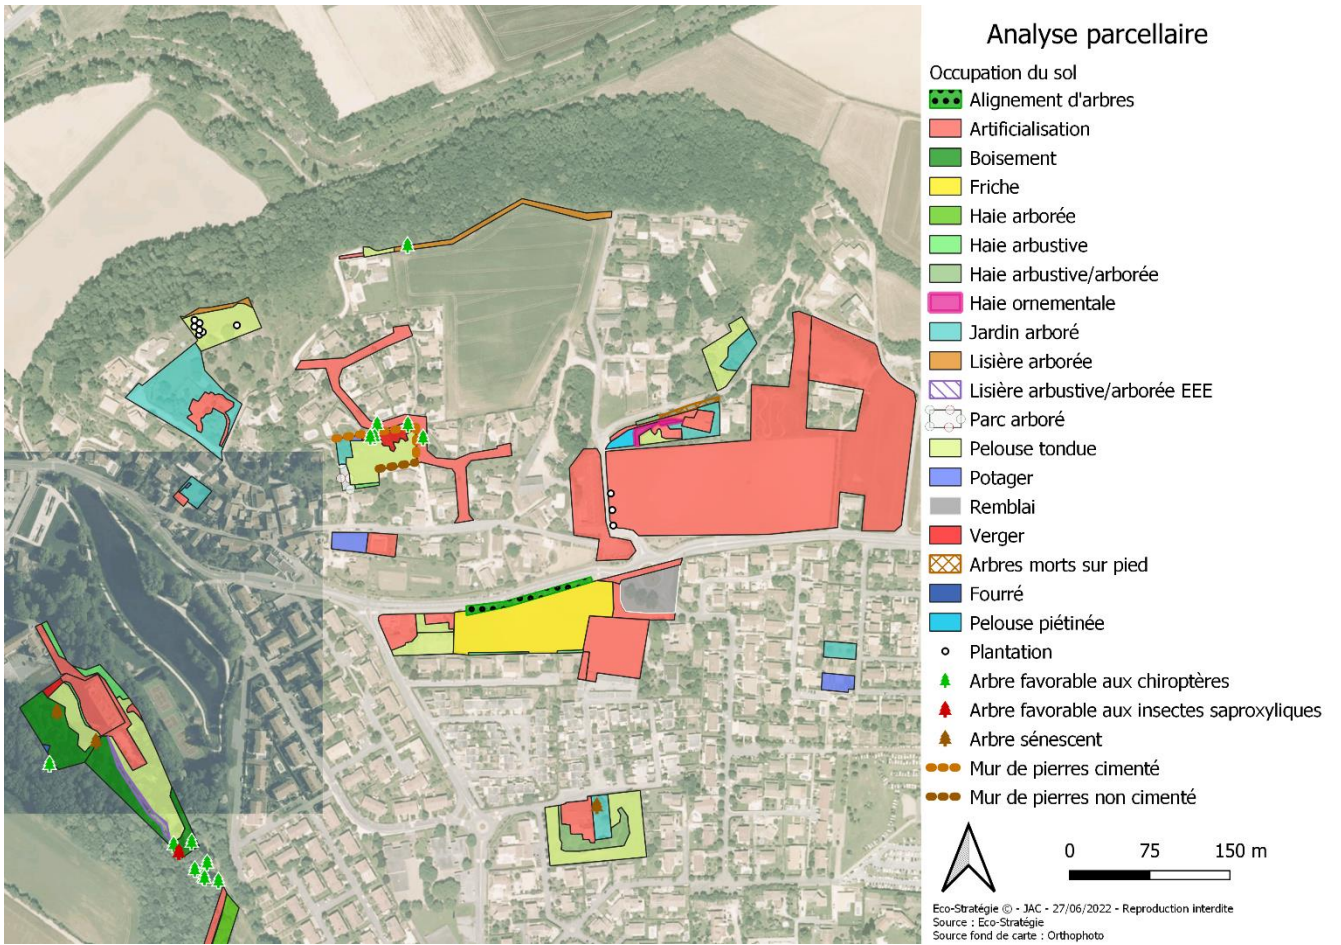 Analyse parcellaire
Occupation du sol
Alignement d'arbres
Artificialisation
Boisement
Friche
Haie arborée
Haie arbustive
Haie arbustive/arborée
Haie ornementale
Jardin arboré
Lisière arborée
Lisière arbustive/arborée EEE
Parc arboré
Pelouse tondue
Potager
Remblai
Verger
Arbres morts sur pied
Fourré
Pelouse piétinée
Plantation
Arbre favorable aux chiroptères
Arbre favorable aux insectes saproxyliques
Arbre sénescent
Mur de pierres cimenté
Mur de pierres non cimenté
0 75 150 m
Eco-Stratégie © - JAC - 27/06/2022 - Reproduction interdite
Source : Eco-Stratégie
Source fond de carte : Orthophoto